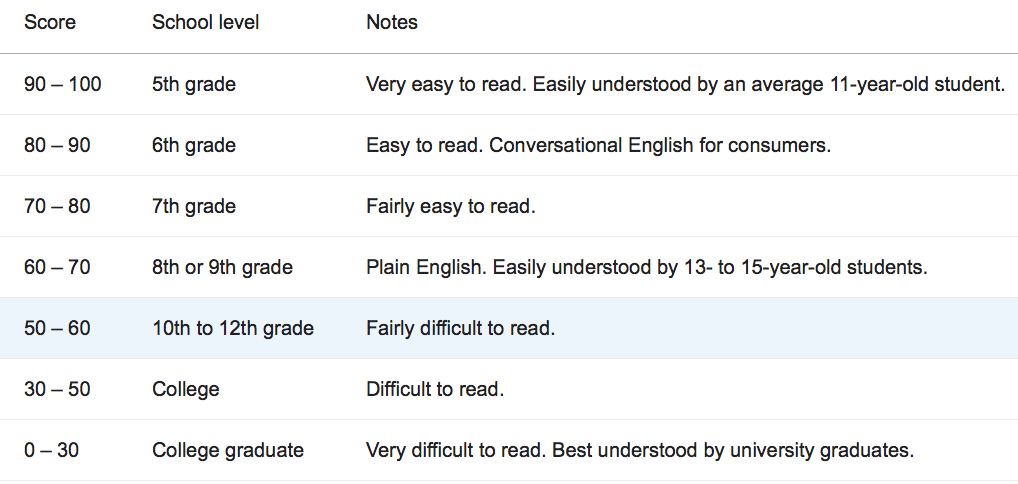 Score School level Notes
90 – 100 5th grade Very easy to read. Easily understood by an average 11-year-old student.
80 – 90 6th grade Easy to read. Conversational English for consumers.
70 – 80 7th grade Fairly easy to read.
60 – 70 8th or 9th grade Plain English. Easily understood by 13- to 15-year-old students.
50 – 60 10th to 12th grade Fairly difficult to read.
30 – 50 College Difficult to read.
0 – 30 College graduate Very difficult to read. Best understood by university graduates.